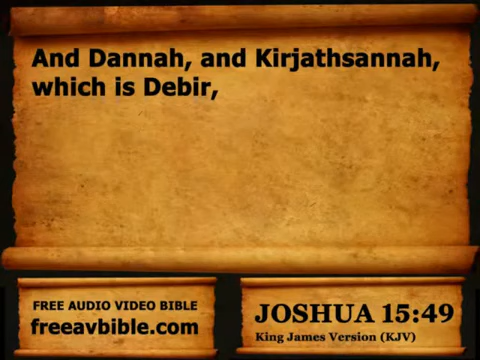 And Dannah, and Kirjathsannah,
which is Debir,
FREE AUDIO VIDEO BIBLE
freeavbible.com
JOSHUA 15:49
King James Version (KJV)